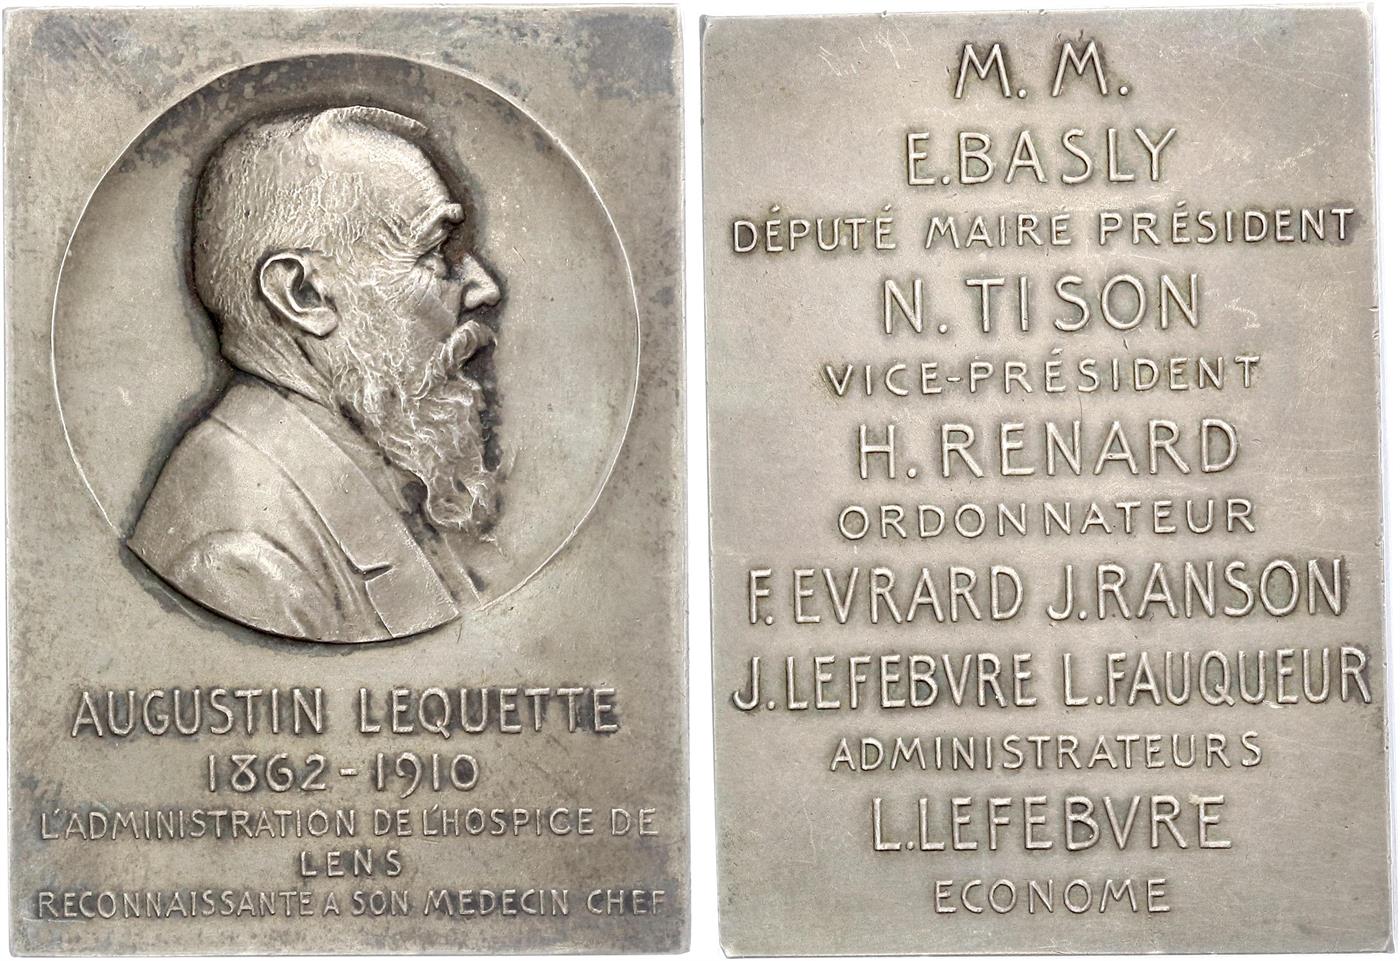 AUGUSTIN LEQUETTE
1862-1910
L'ADMINISTRATION DE L'HOSPICE DE
LENS
RECONNAISSANTE A SON MEDECIN CHEF
M. M.
E. BASLY
DÉPUTÉ MAIRE PRÉSIDENT
N. TISON
VICE-PRÉSIDENT
H. RENARD
ORDONNATEUR
F. EVRARD J. RANSON
J. LEFEBVRE L. FAUQUEUR
ADMINISTRATEURS
L. LEFEBVRE
ECONOME